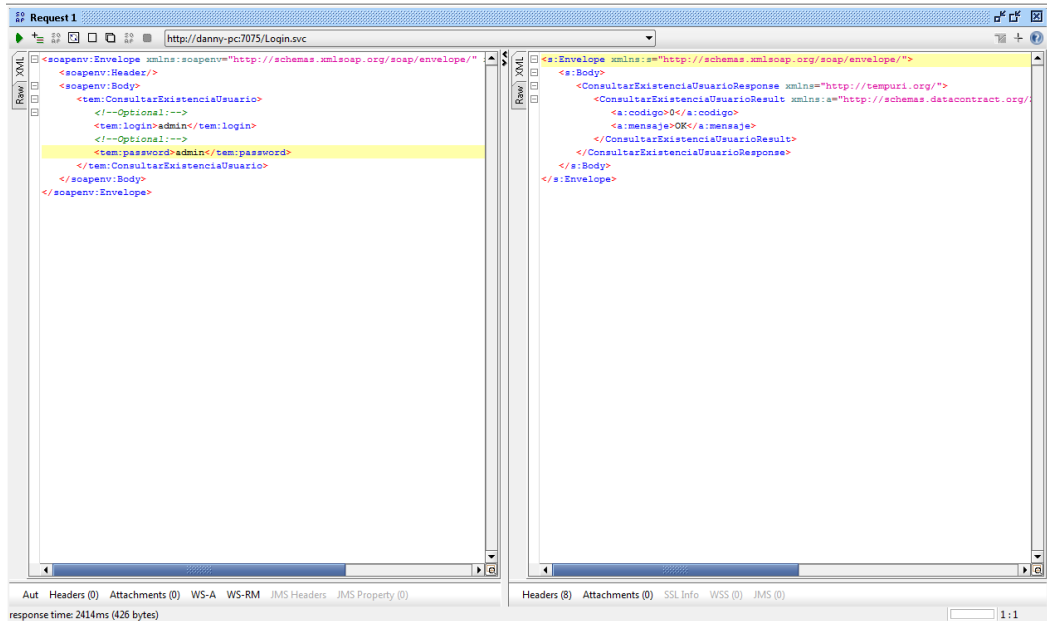 Request 1
http://danny-pc:7075/Login.svc
XML
Raw
<soapenv:Envelope xmlns:soapenv="http://schemas.xmlsoap.org/soap/envelope/"
<soapenv:Header/>
<soapenv:Body>
<tem:ConsultarExistenciaUsuario>
<!--Optional:-->
<tem:login>admin</tem:login>
<!--Optional:-->
<tem:password>admin</tem:password>
</tem:ConsultarExistenciaUsuario>
</soapenv:Body>
</soapenv:Envelope>
XML
Raw
<s:Envelope xmlns:s="http://schemas.xmlsoap.org/soap/envelope/">
<s:Body>
<ConsultarExistenciaUsuarioResponse xmlns="http://tempuri.org/">
<ConsultarExistenciaUsuarioResult xmlns:a="http://schemas.datacontract.org/
<a:codigo>0</a:codigo>
<a:mensaje>OK</a:mensaje>
</ConsultarExistenciaUsuarioResult>
</ConsultarExistenciaUsuarioResponse>
</s:Body>
</s:Envelope>
Aut Headers (0) Attachments (0) WS-A WS-RM JMS Headers JMS Property (0)
Headers (8) Attachments (0) SSL Info WSS (0) JMS (0)
response time: 2414ms (426 bytes)
1 : 1